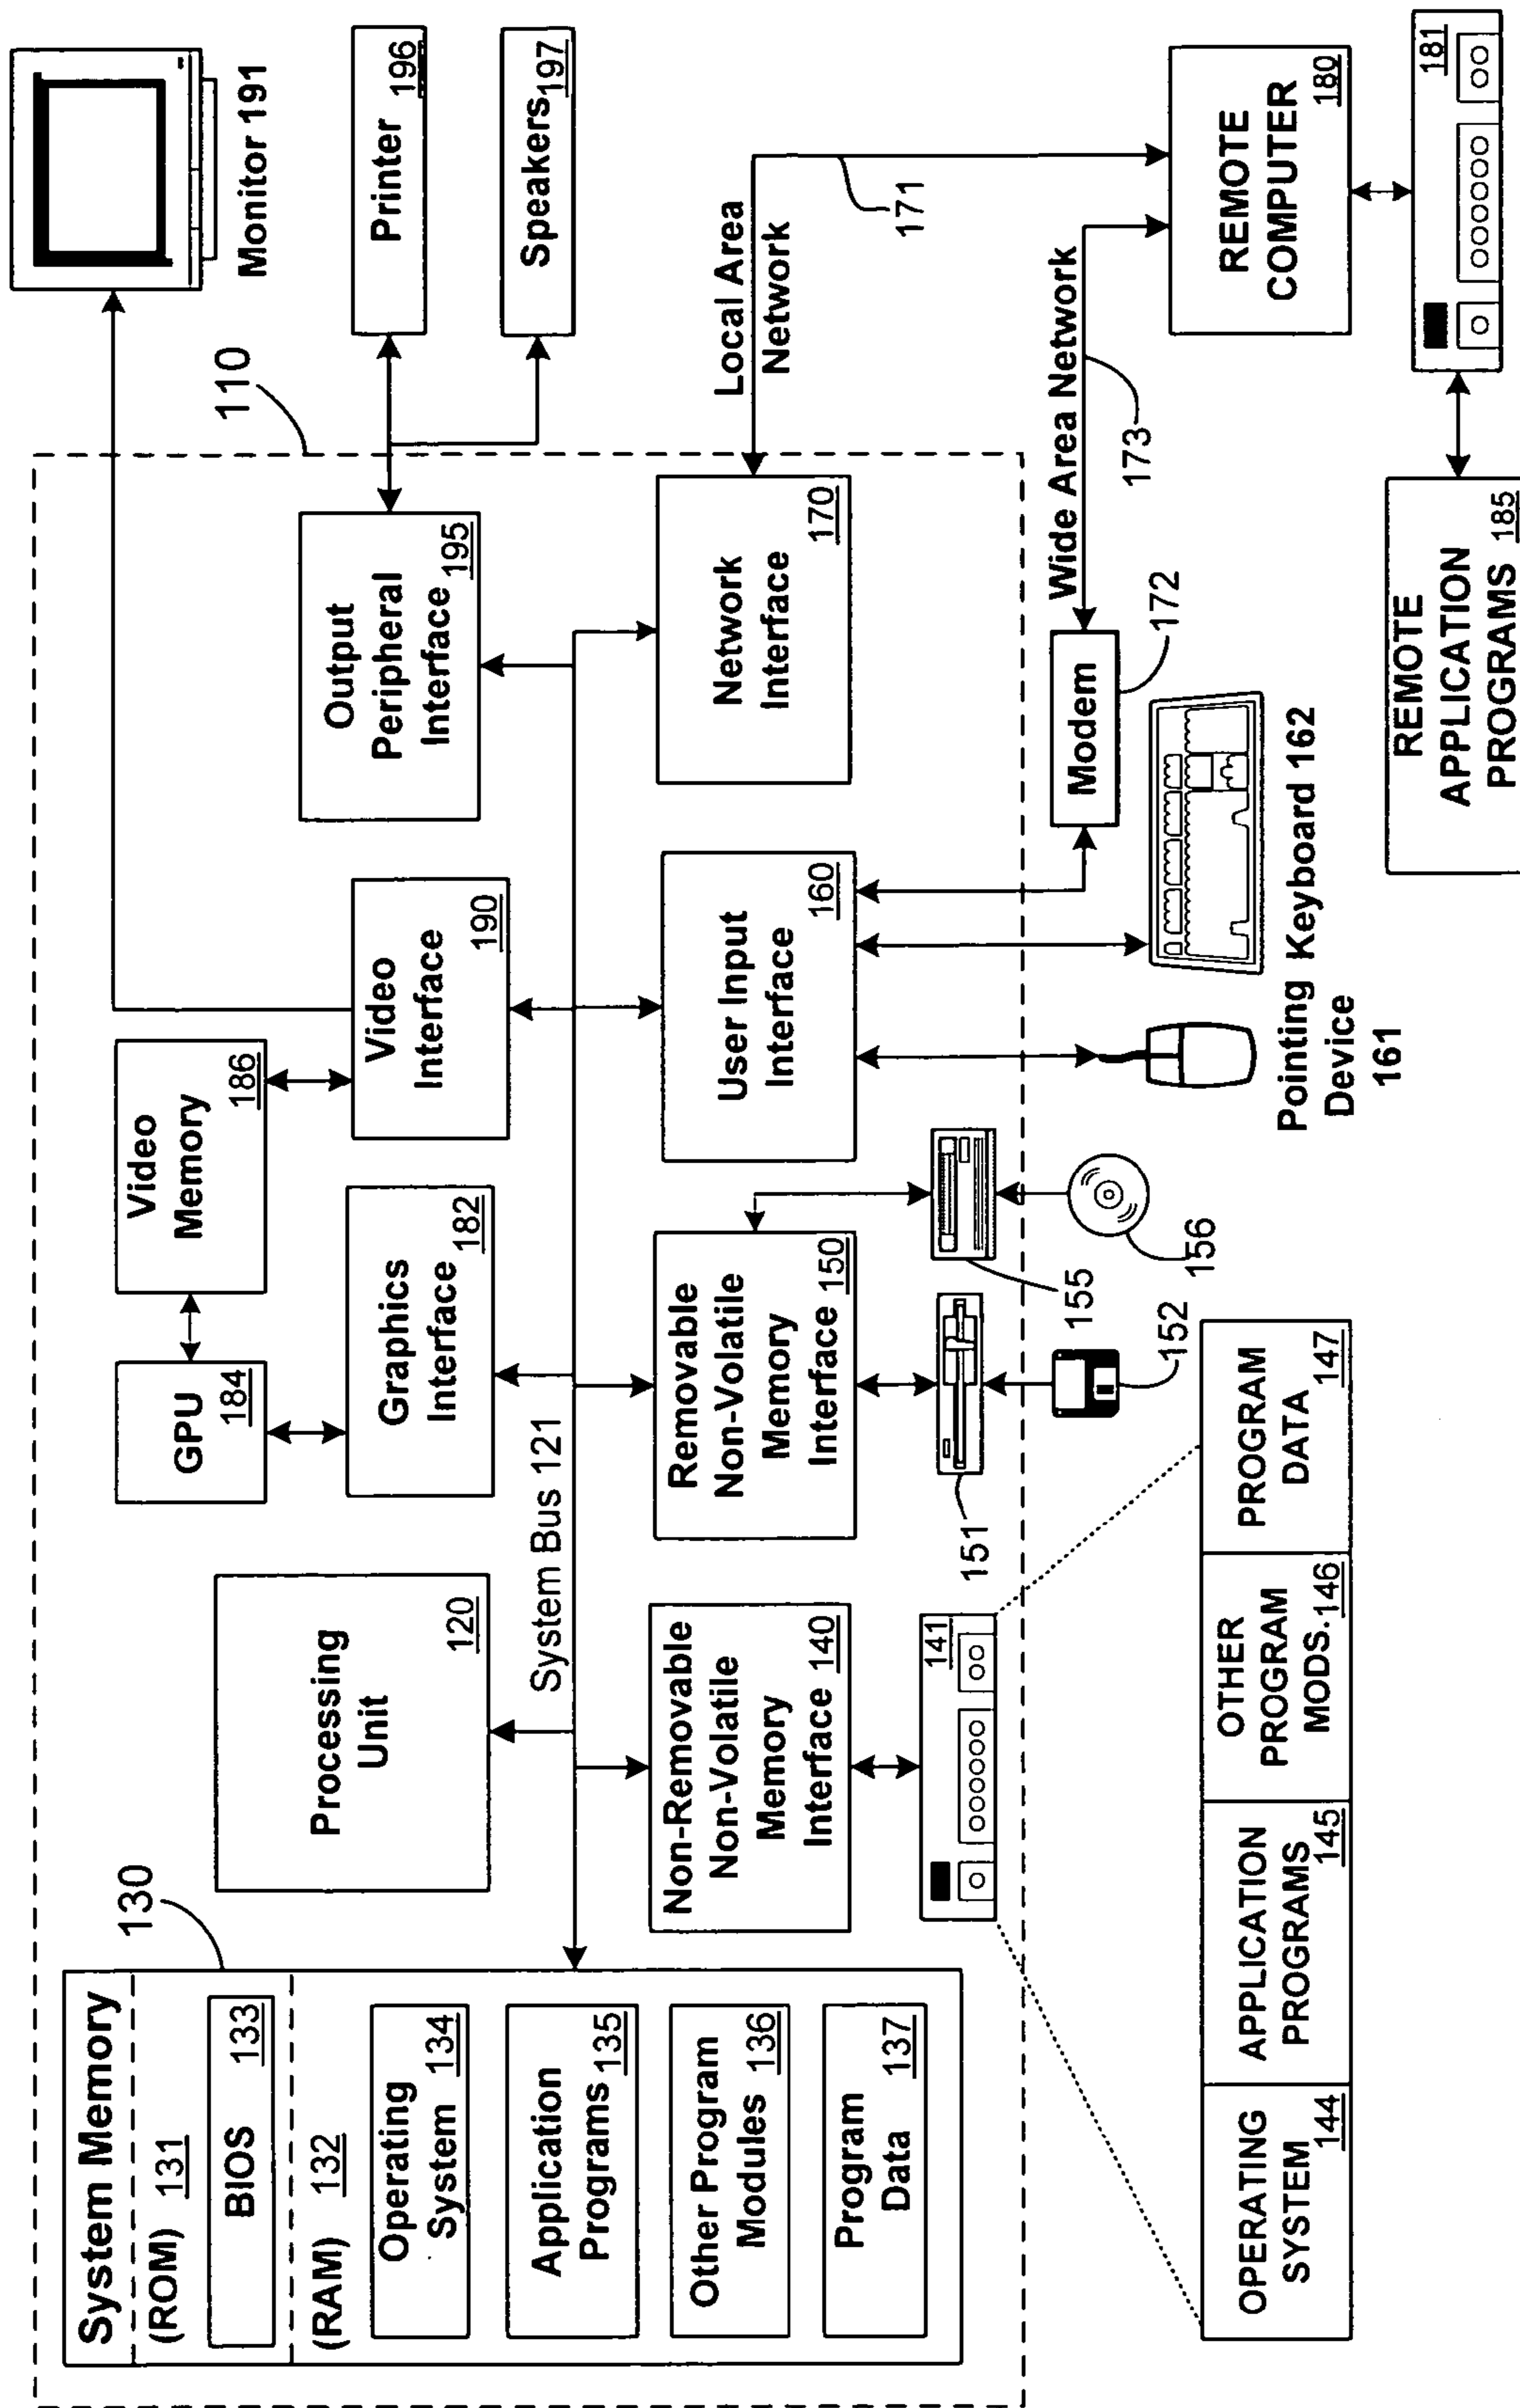 System Memory
(ROM) 131
BIOS
133
(RAM) 132
Operating
System 134
Application
Programs 135
Other Program
Modules 136
Program
Data 137
130
Processing
Unit
120
GPU
184
Video
Memory
186
Graphics
Interface
182
Video
Interface
190
Output
Peripheral
Interface 195
110
Monitor 191
Printer
196
Speakers 197
System Bus 121
Non-Removable
Non-Volatile
Memory
Interface 140
Removable
Non-Volatile
Memory
Interface 150
User Input
Interface
160
Network
Interface
170
Local Area
Network
171
141
151
152
155
156
Wide Area Network
173
Modem
172
REMOTE
COMPUTER
180
181
Pointing
Device
161
Keyboard 162
OPERATING
SYSTEM 144
APPLICATION
PROGRAMS 145
OTHER
PROGRAM
MODS. 146
PROGRAM
DATA 147
REMOTE
APPLICATION
PROGRAMS 185